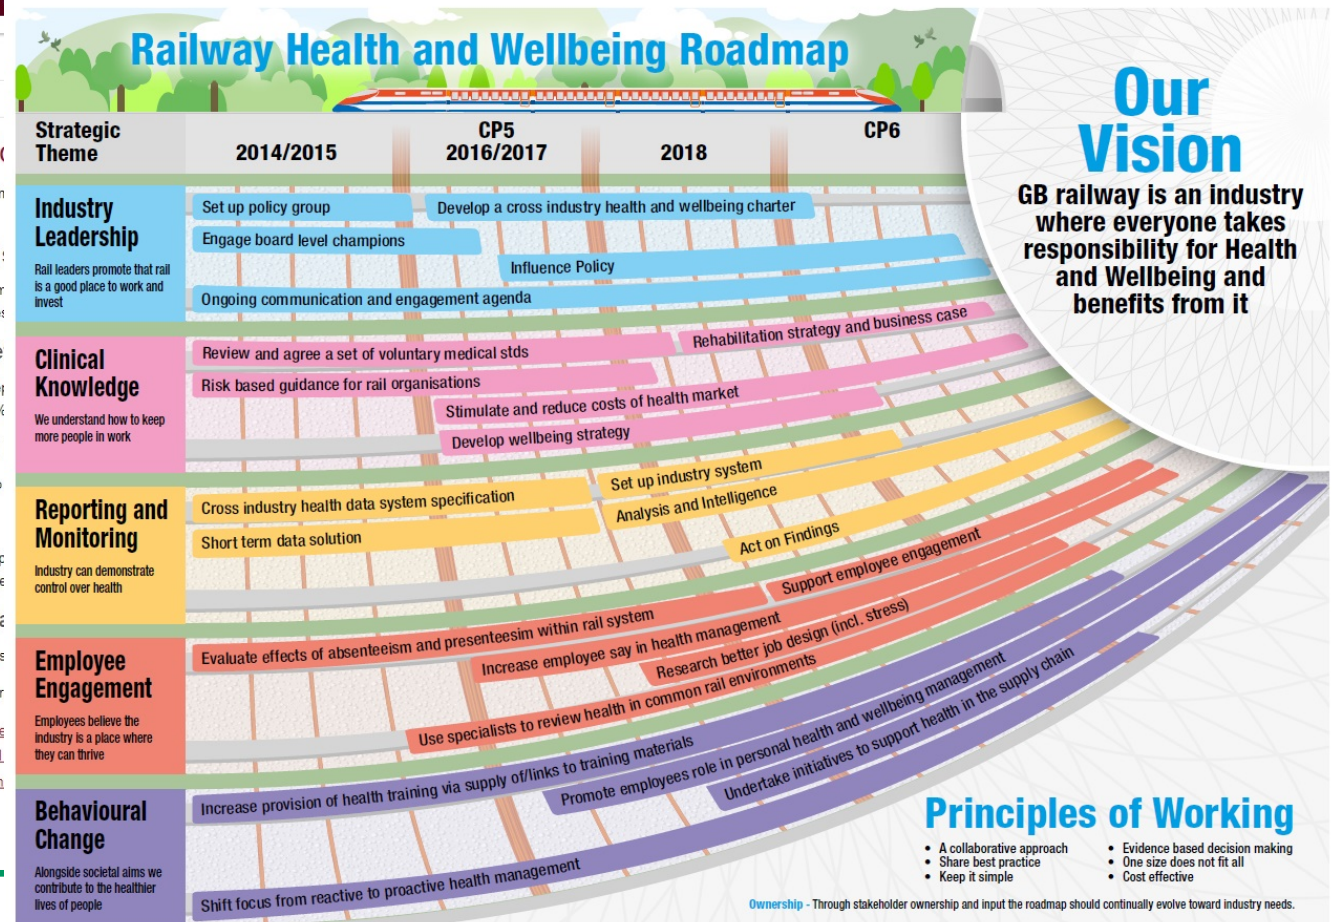 Railway Health and Wellbeing Roadmap
Strategic
Theme
2014/2015
CP5
2016/2017
2018
CP6
Our
Vision
GB railway is an industry
where everyone takes
responsibility for Health
and Wellbeing and
benefits from it
Industry
Leadership
Rail leaders promote that rail
is a good place to work and
invest
Set up policy group
Develop a cross industry health and wellbeing charter
Engage board level champions
Influence Policy
Ongoing communication and engagement agenda
Clinical
Knowledge
We understand how to keep
more people in work
Review and agree a set of voluntary medical stds
Rehabilitation strategy and business case
Risk based guidance for rail organisations
Stimulate and reduce costs of health market
Develop wellbeing strategy
Reporting and
Monitoring
Industry can demonstrate
control over health
Cross industry health data system specification
Set up industry system
Short term data solution
Analysis and Intelligence
Act on Findings
Employee
Engagement
Employees believe the
industry is a place where
they can thrive
Evaluate effects of absenteeism and presenteesim within rail system
Support employee engagement
Increase employee say in health management
Research better job design (incl. stress)
Use specialists to review health in common rail environments
Behavioural
Change
Alongside societal aims we
contribute to the healthier
lives of people
Increase provision of health training via supply of/links to training materials
Promote employees role in personal health and wellbeing management
Undertake initiatives to support health in the supply chain
Shift focus from reactive to proactive health management
Principles of Working
• A collaborative approach
• Share best practice
• Keep it simple
• Evidence based decision making
• One size does not fit all
• Cost effective
Ownership - Through stakeholder ownership and input the roadmap should continually evolve toward industry needs.